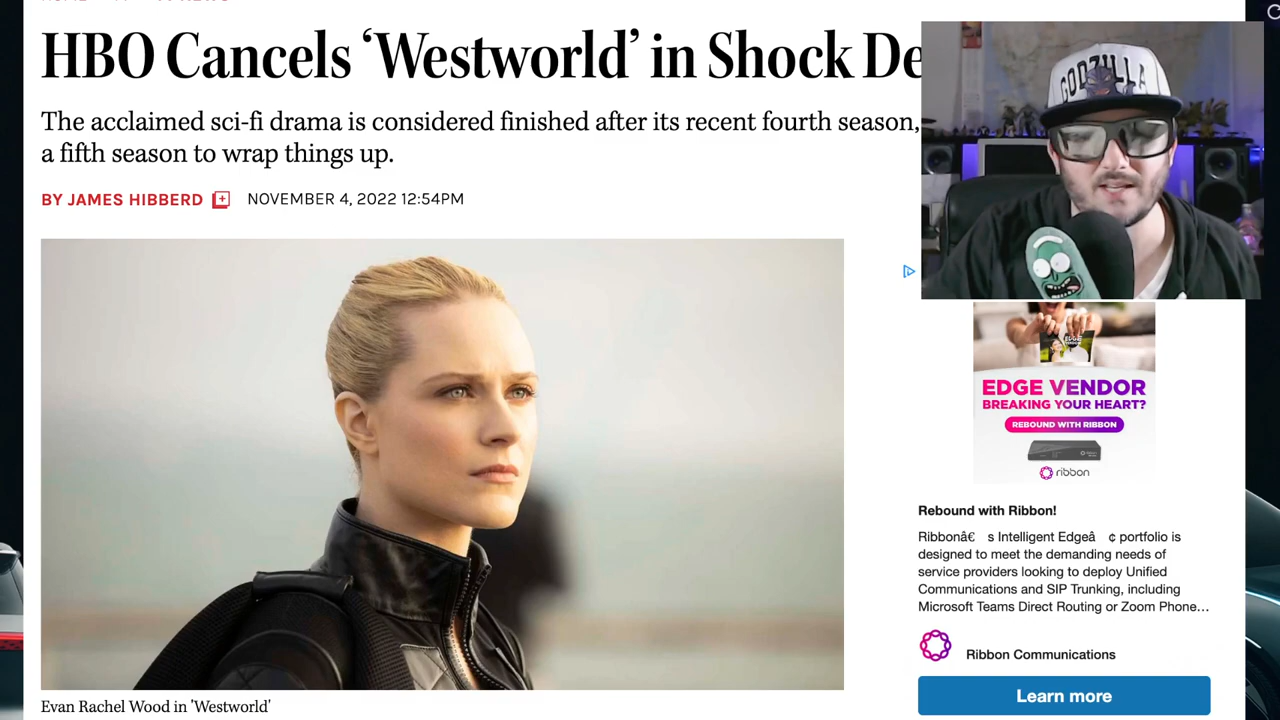 HBO Cancels ‘Westworld’ in Shock De
The acclaimed sci-fi drama is considered finished after its recent fourth season,
a fifth season to wrap things up.
BY JAMES HIBBERD NOVEMBER 4, 2022 12:54PM
GODZILLA
EDGE VENDOR
BREAKING YOUR HEART?
REBOUND WITH RIBBON
ribbon
Rebound with Ribbon!
Ribbonâ€ s Intelligent Edgeâ ¢ portfolio is
designed to meet the demanding needs of
service providers looking to deploy Unified
Communications and SIP Trunking, including
Microsoft Teams Direct Routing or Zoom Phone...
Ribbon Communications
Learn more
Evan Rachel Wood in 'Westworld'